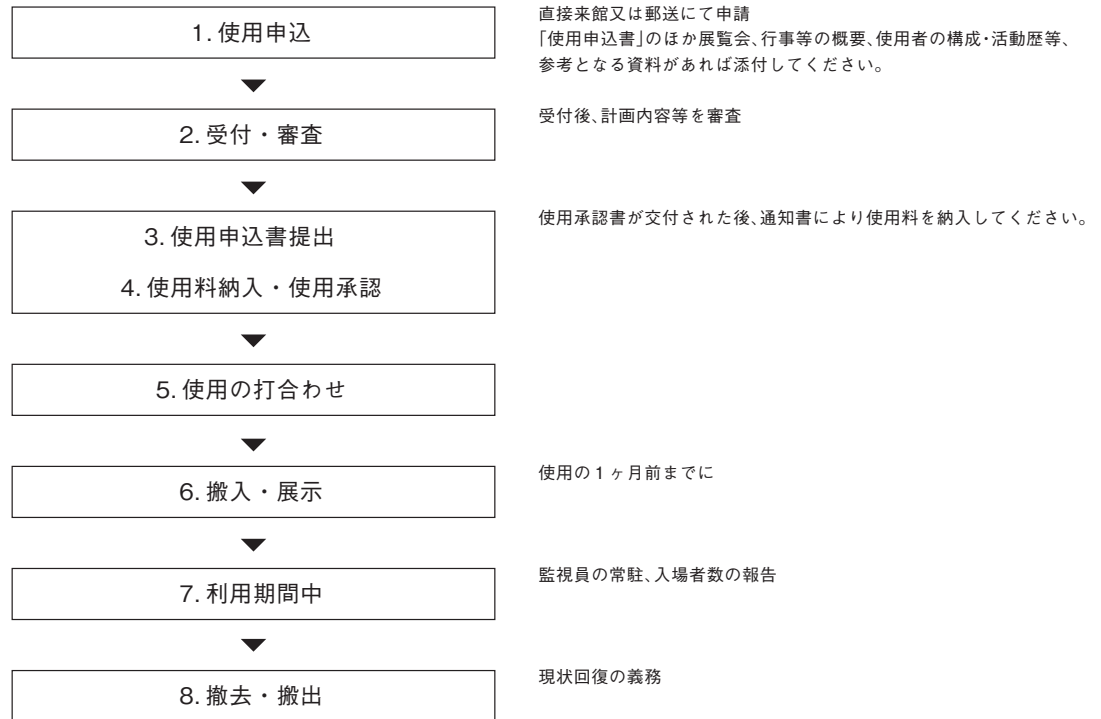 1. 使用申込
直接来館又は郵送にて申請
「使用申込書」のほか展覧会、行事等の概要、使用者の構成・活動歴等、
参考となる資料があれば添付してください。
2. 受付・審査
受付後、計画内容等を審査
3. 使用申込書提出
4. 使用料納入・使用承認
使用承認書が交付された後、通知書により使用料を納入してください。
5. 使用の打合わせ
6. 搬入・展示
使用の1ヶ月前までに
7. 利用期間中
監視員の常駐、入場者数の報告
8. 撤去・搬出
現状回復の義務